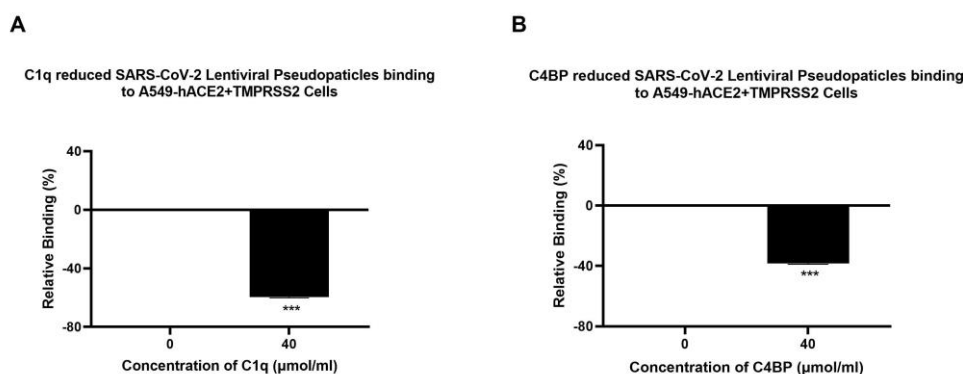 A
C1q reduced SARS-CoV-2 Lentiviral Pseudopaticles binding
to A549-hACE2+TMPRSS2 Cells
40
0
-40
-80
Relative Binding (%)
***
0
40
Concentration of C1q (µmol/ml)
B
C4BP reduced SARS-CoV-2 Lentiviral Pseudopaticles binding
to A549-hACE2+TMPRSS2 Cells
40
0
-40
-80
Relative Binding (%)
***
0
40
Concentration of C4BP (µmol/ml)